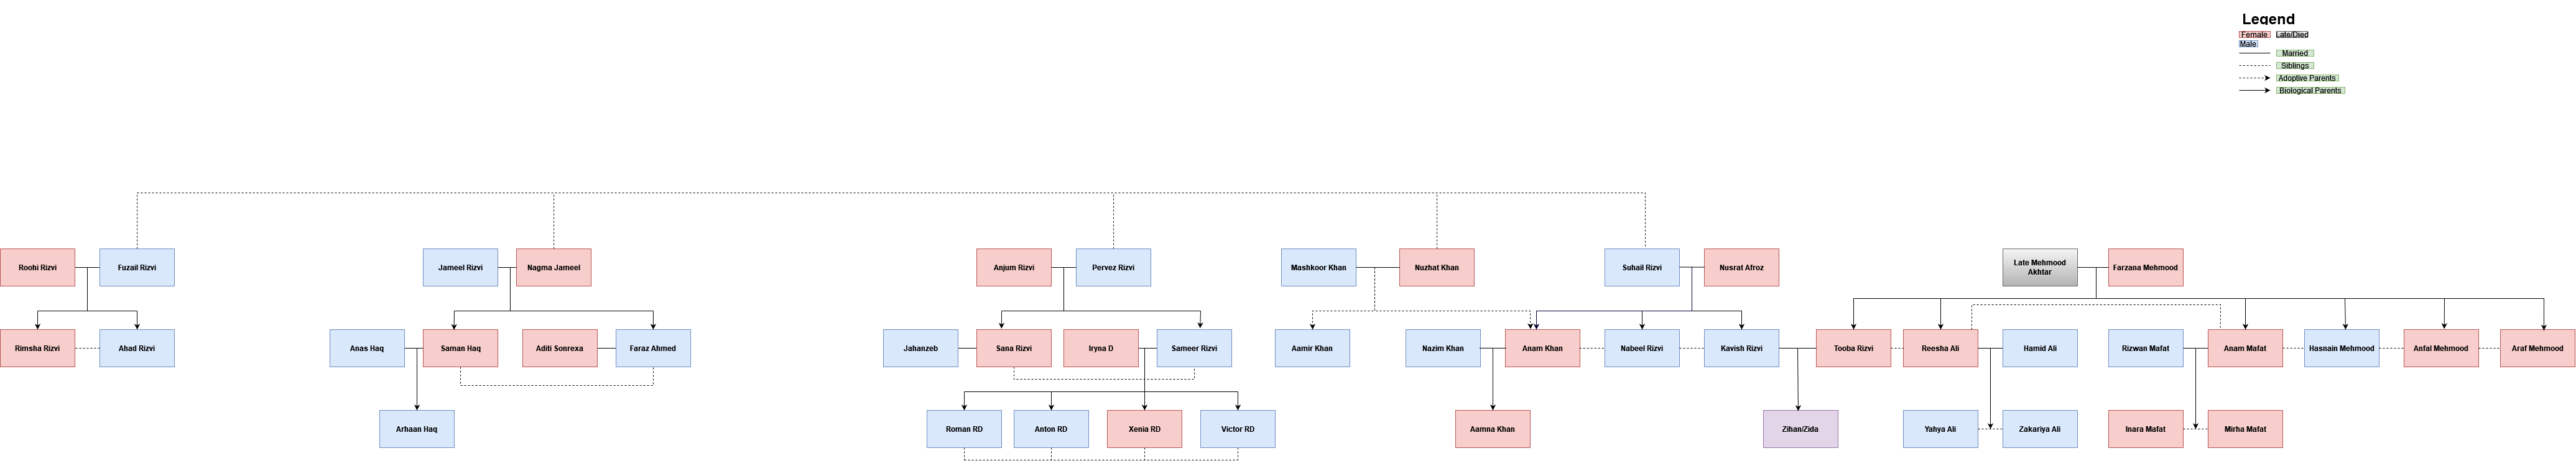 Legend
Female Late/Died
Male
Married
Siblings
Adoptive Parents
Biological Parents
Roohi Rizvi
Fuzail Rizvi
Jameel Rizvi
Nagma Jameel
Anjum Rizvi
Pervez Rizvi
Mashkoor Khan
Nuzhat Khan
Suhail Rizvi
Nusrat Afroz
Late Mehmood
Akhtar
Farzana Mehmood
Rimsha Rizvi
Ahad Rizvi
Anas Haq
Saman Haq
Aditi Sonrexa
Faraz Ahmed
Jahanzeb
Sana Rizvi
Iryna D
Sameer Rizvi
Aamir Khan
Nazim Khan
Anam Khan
Nabeel Rizvi
Kavish Rizvi
Tooba Rizvi
Reesha Ali
Hamid Ali
Rizwan Mafat
Anam Mafat
Hasnain Mehmood
Anfal Mehmood
Araf Mehmood
Arhaan Haq
Roman RD
Anton RD
Xenia RD
Victor RD
Aamna Khan
Zihan/Zida
Yahya Ali
Zakariya Ali
Inara Mafat
Mirha Mafat